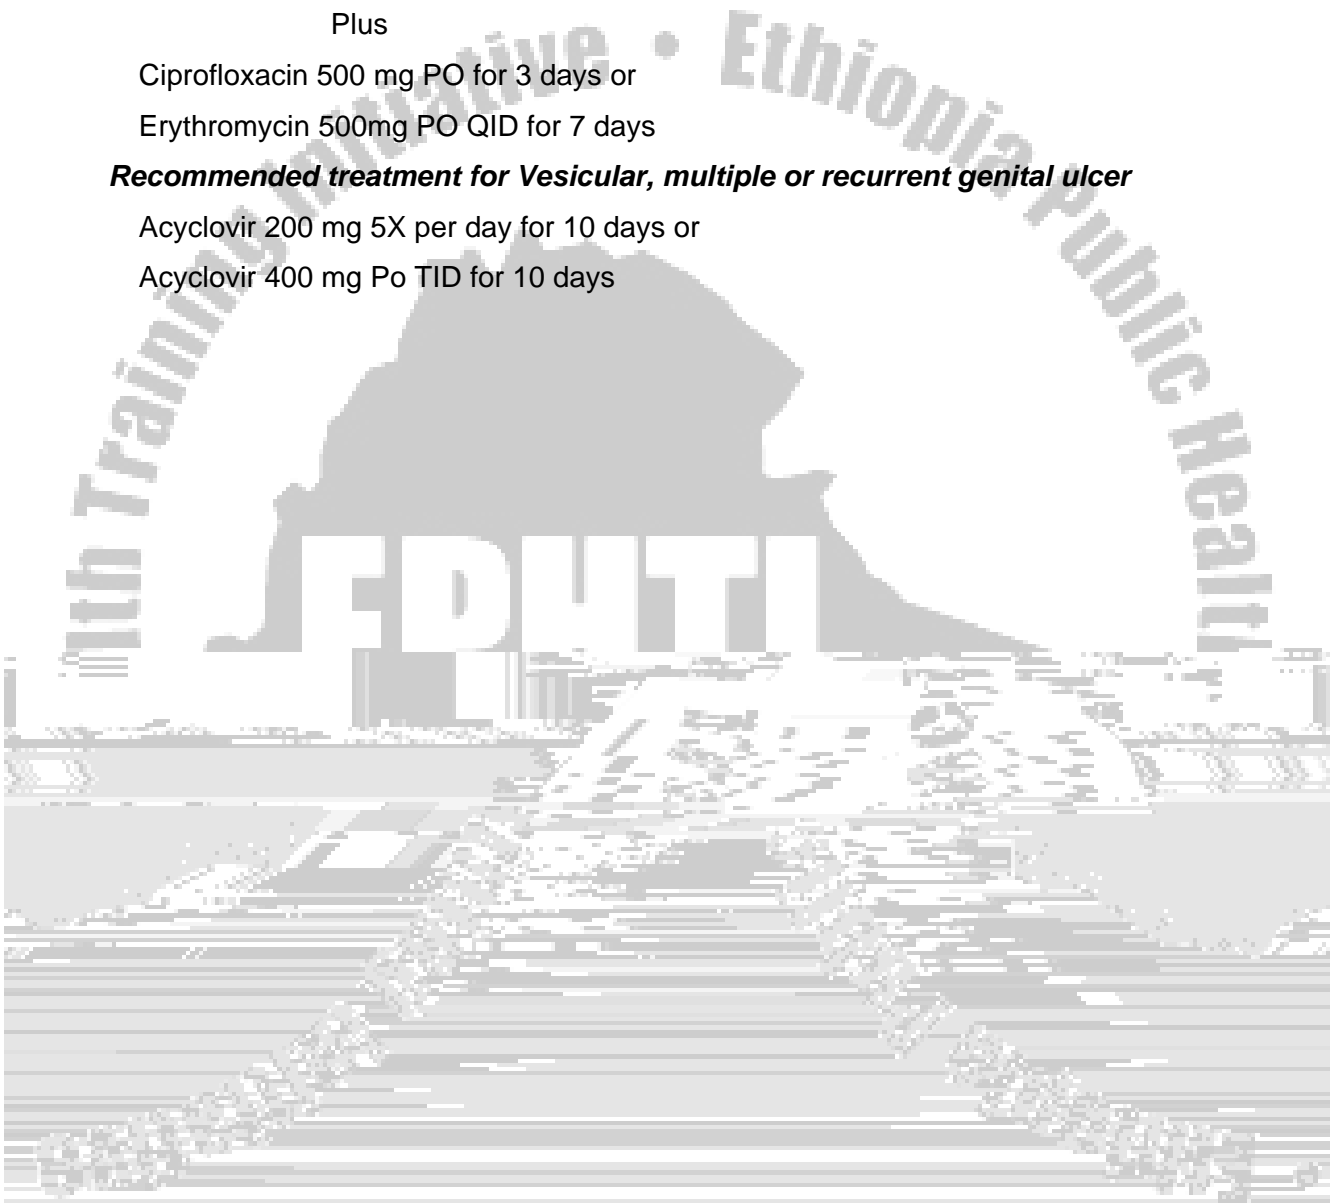 Plus
Ciprofloxacin 500 mg PO for 3 days or
Erythromycin 500mg PO QID for 7 days
Recommended treatment for Vesicular, multiple or recurrent genital ulcer
Acyclovir 200 mg 5X per day for 10 days or
Acyclovir 400 mg Po TID for 10 days
Training Initiative • Ethiopia Public